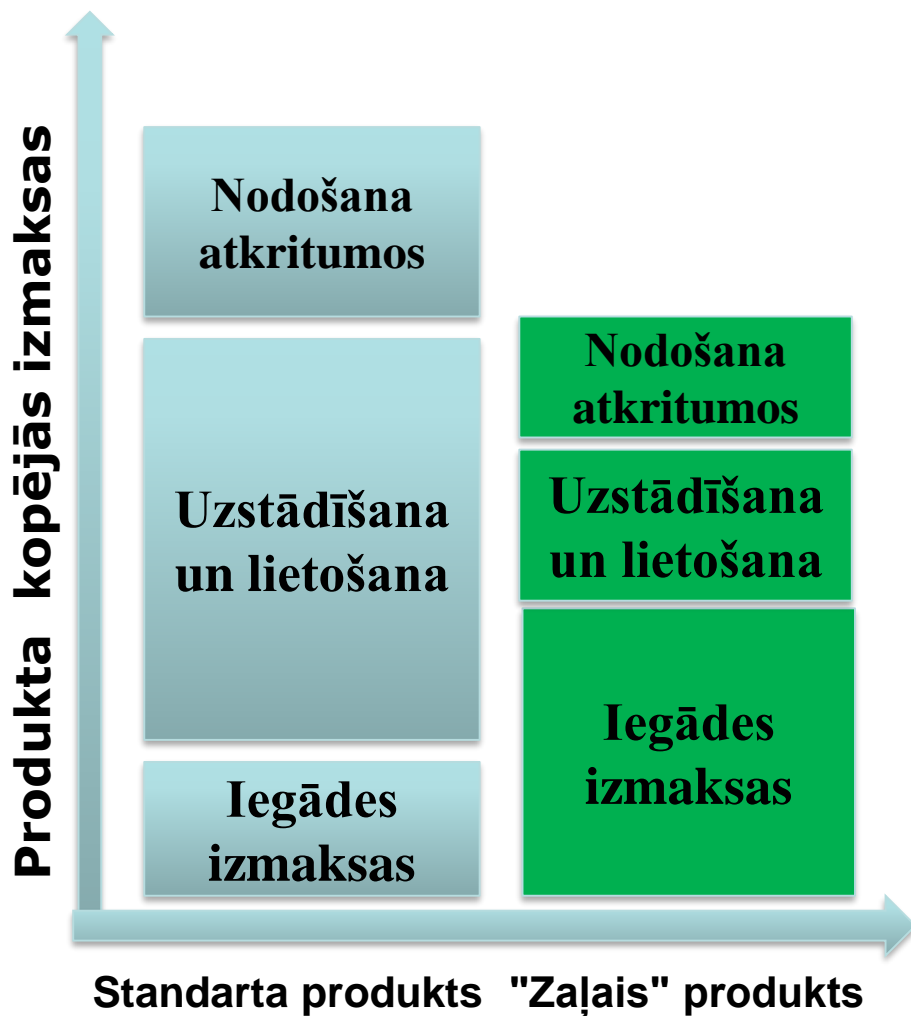 Produkta kopējās izmaksas
Nodošana
atkritumos
Uzstādīšana
un lietošana
Iegādes
izmaksas
Nodošana
atkritumos
Uzstādīšana
un lietošana
Iegādes
izmaksas
Standarta produkts
"Zaļais" produkts